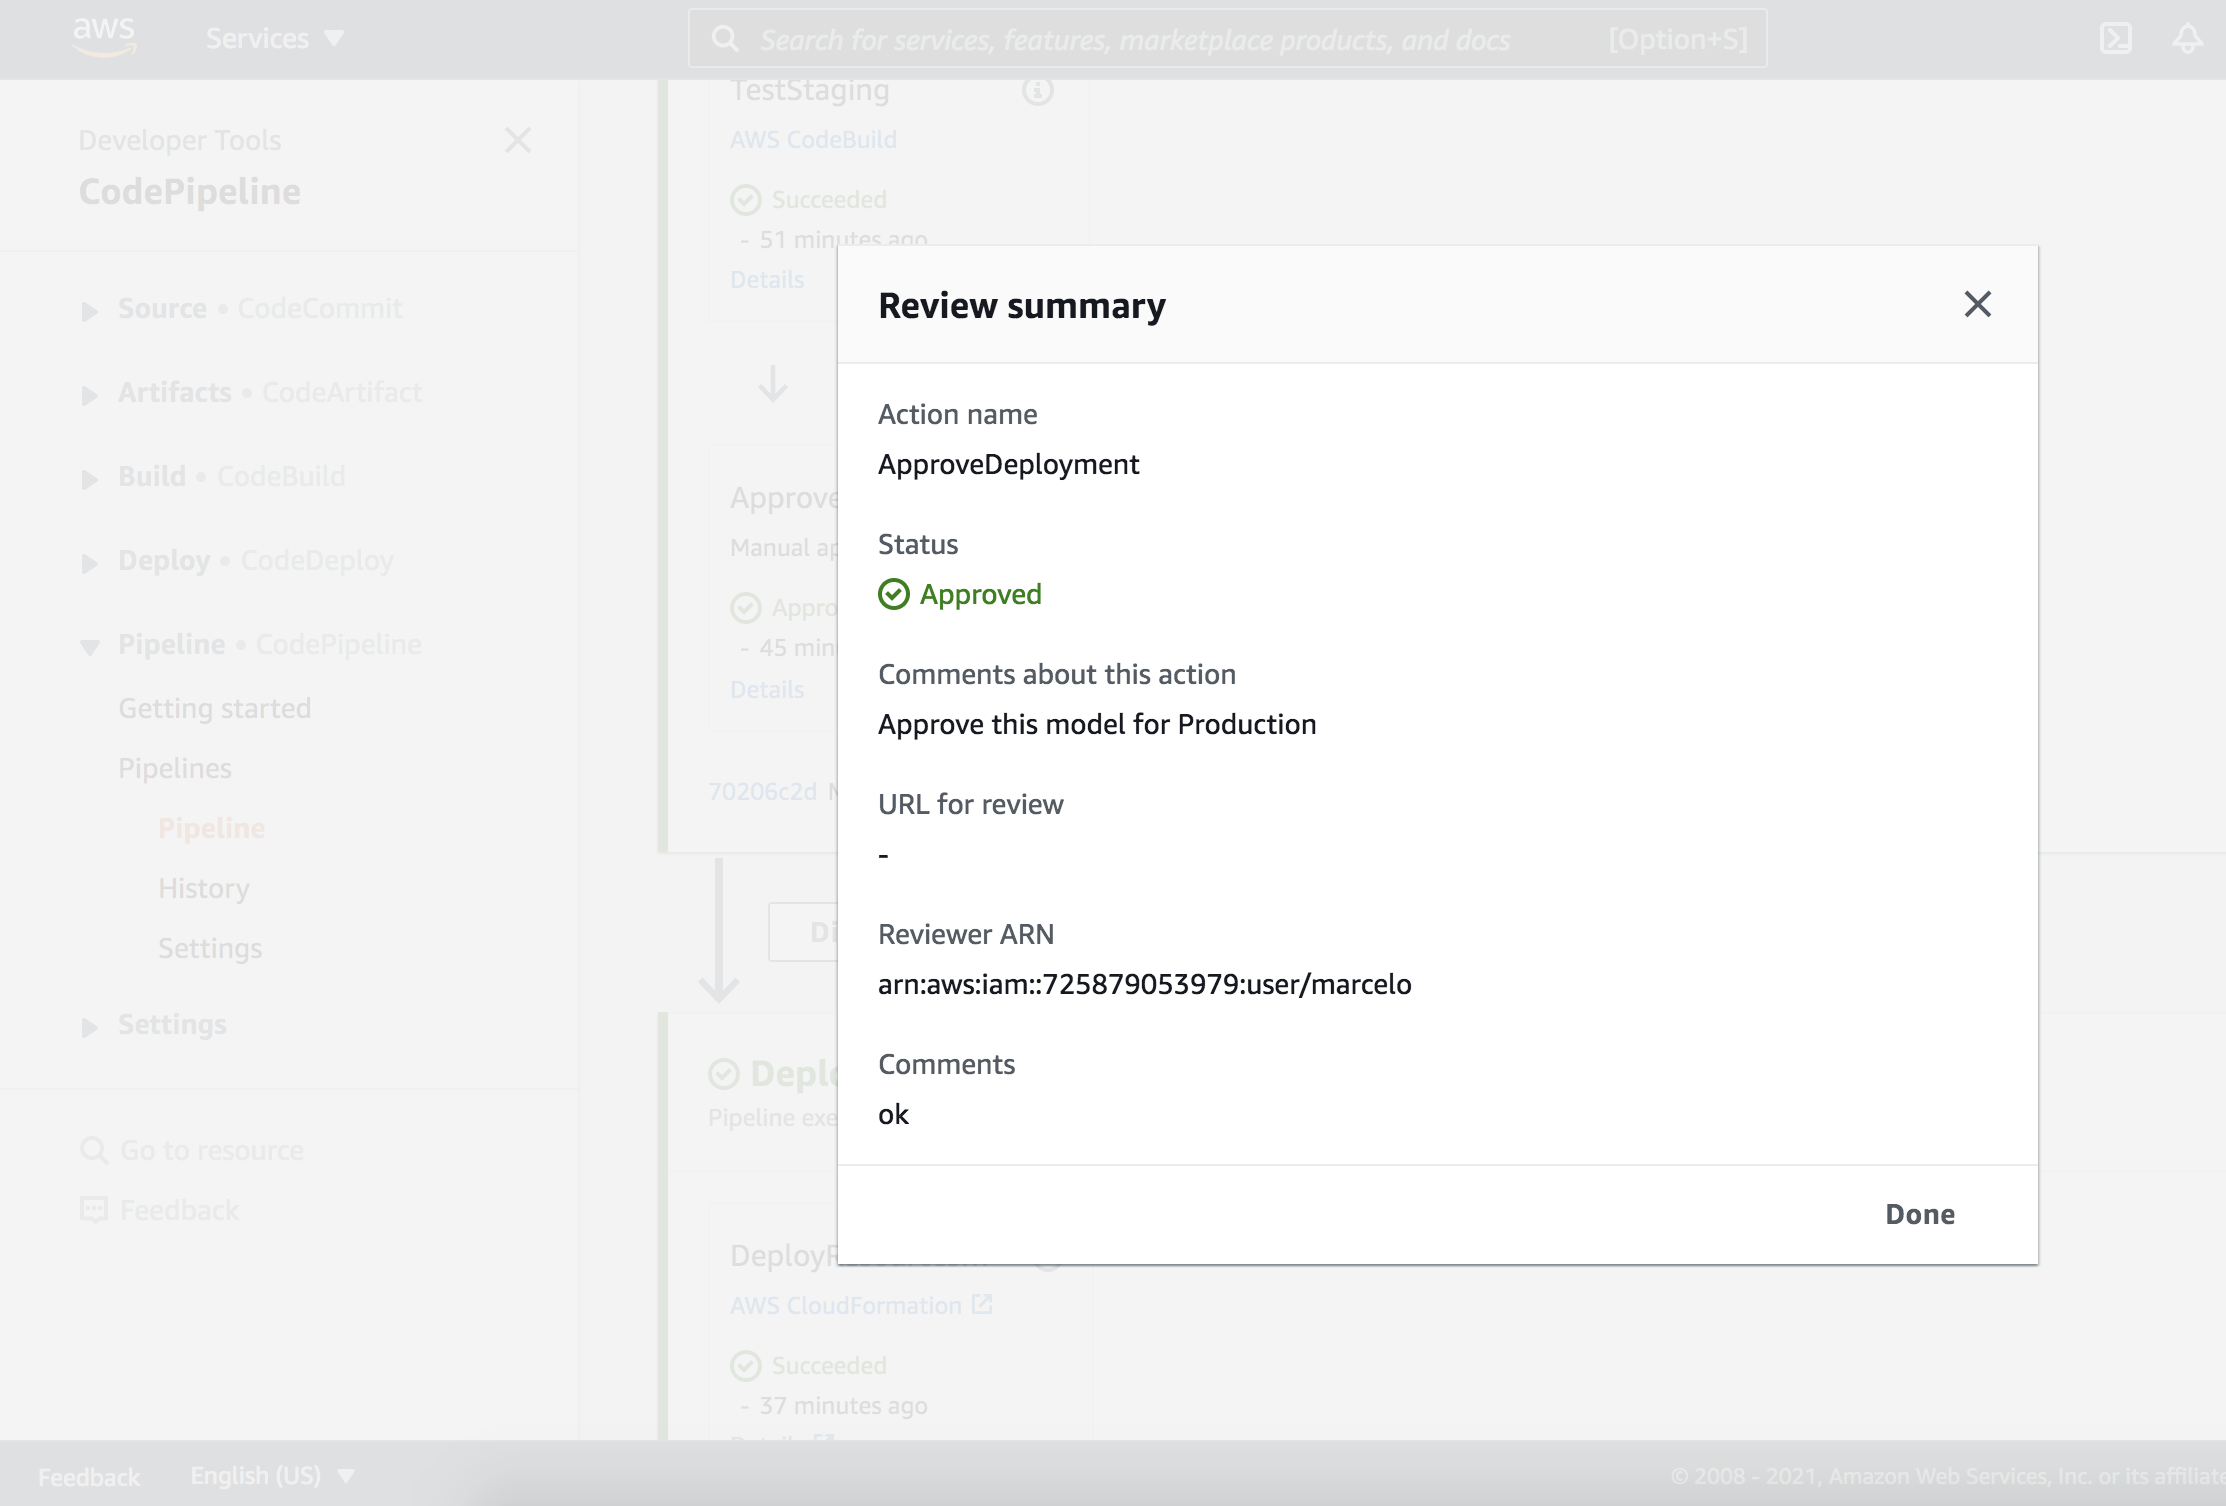 aws
Services
Search for services, features, marketplace products, and docs
[Option+S]
Developer Tools
CodePipeline
Source • CodeCommit
Artifacts • CodeArtifact
Build • CodeBuild
Deploy • CodeDeploy
Pipeline • CodePipeline
Getting started
Pipelines
Pipeline
History
Settings
Settings
Go to resource
Feedback
TestStaging
AWS CodeBuild
Succeeded
- 51 minutes ago
Details
Approve
Manual ap
Appro
- 45 min
Details
70206c2d
Di
Deplo
Pipeline exe
AWS CloudFormation
Succeeded
- 37 minutes ago
Review summary
Action name
ApproveDeployment
Status
Approved
Comments about this action
Approve this model for Production
URL for review
-
Reviewer ARN
arn:aws:iam::725879053979:user/marcelo
Comments
ok
Done
Feedback
English (US)
© 2008 - 2021, Amazon Web Services, Inc. or its affiliate